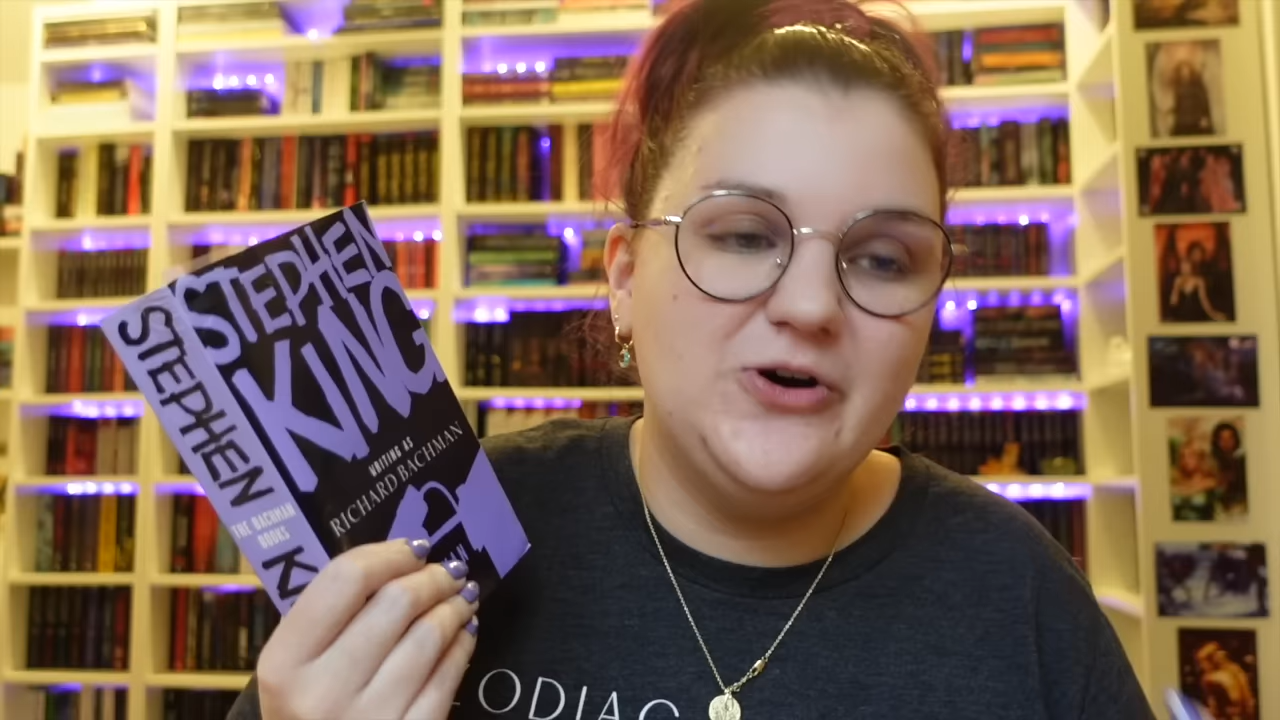 STEPHEN
KING
WRITING AS
RICHARD BACHMAN
STEPHEN
THE BACHMAN
BOOKS
ODIAC